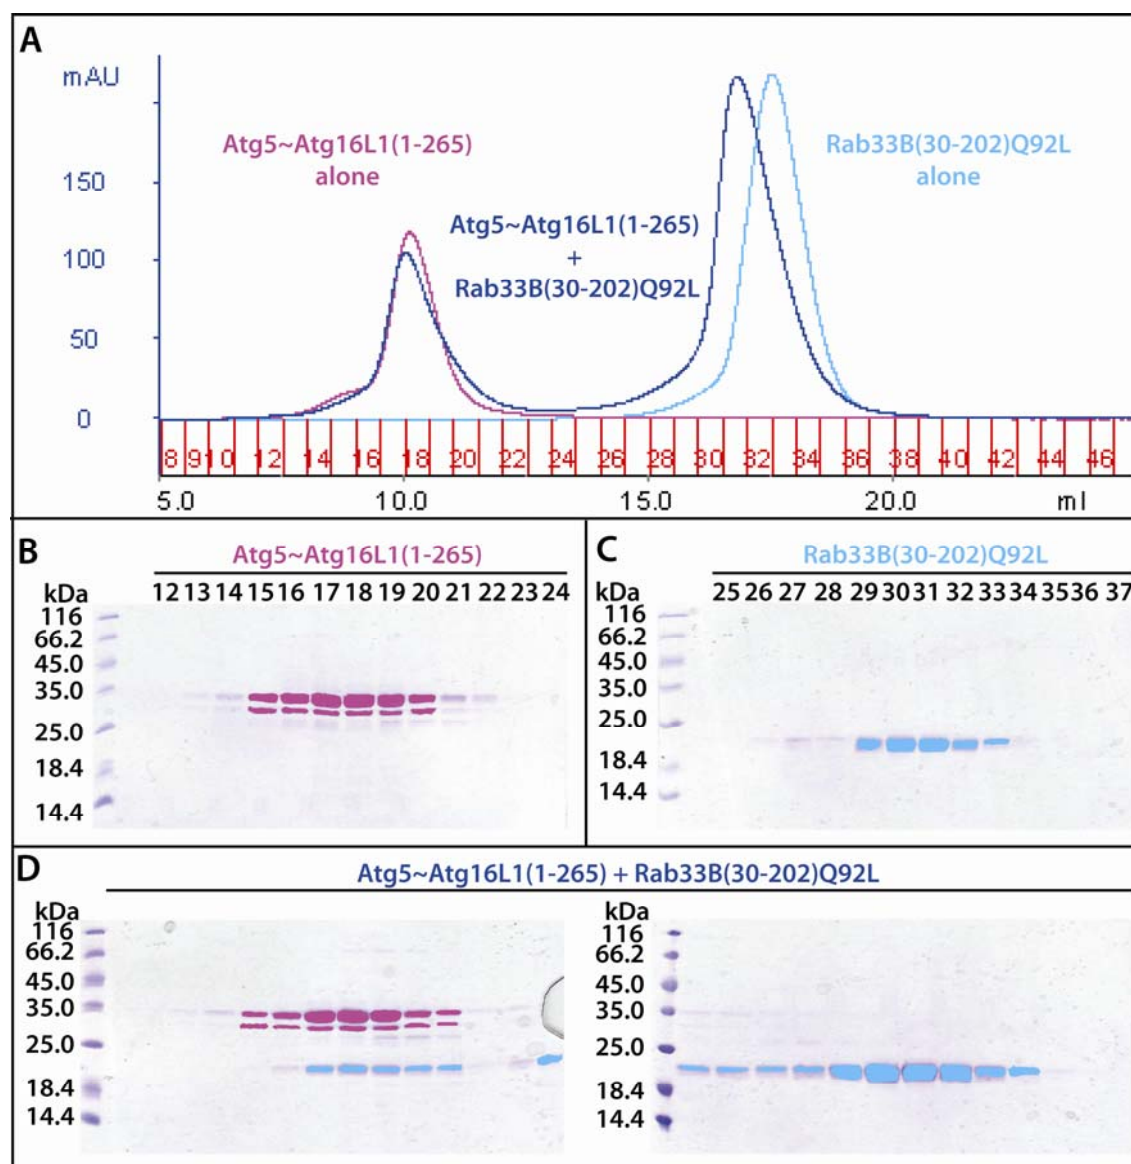 A
mAU
150
100
50
0
Atg5~Atg16L1(1-265)
alone
Atg5~Atg16L1(1-265)
+
Rab33B(30-202)Q92L
Rab33B(30-202)Q92L
alone
8 9 10 12 14 16 18 20 22 24 26 28 30 32 34 36 38 40 42 44 46
5.0 10.0 15.0 20.0 ml
B
Atg5~Atg16L1(1-265)
kDa 12 13 14 15 16 17 18 19 20 21 22 23 24
116
66.2
45.0
35.0
25.0
18.4
14.4
C
Rab33B(30-202)Q92L
kDa 25 26 27 28 29 30 31 32 33 34 35 36 37
116
66.2
45.0
35.0
25.0
18.4
14.4
D
Atg5~Atg16L1(1-265) + Rab33B(30-202)Q92L
kDa
116
66.2
45.0
35.0
25.0
18.4
14.4
kDa
116
66.2
45.0
35.0
25.0
18.4
14.4